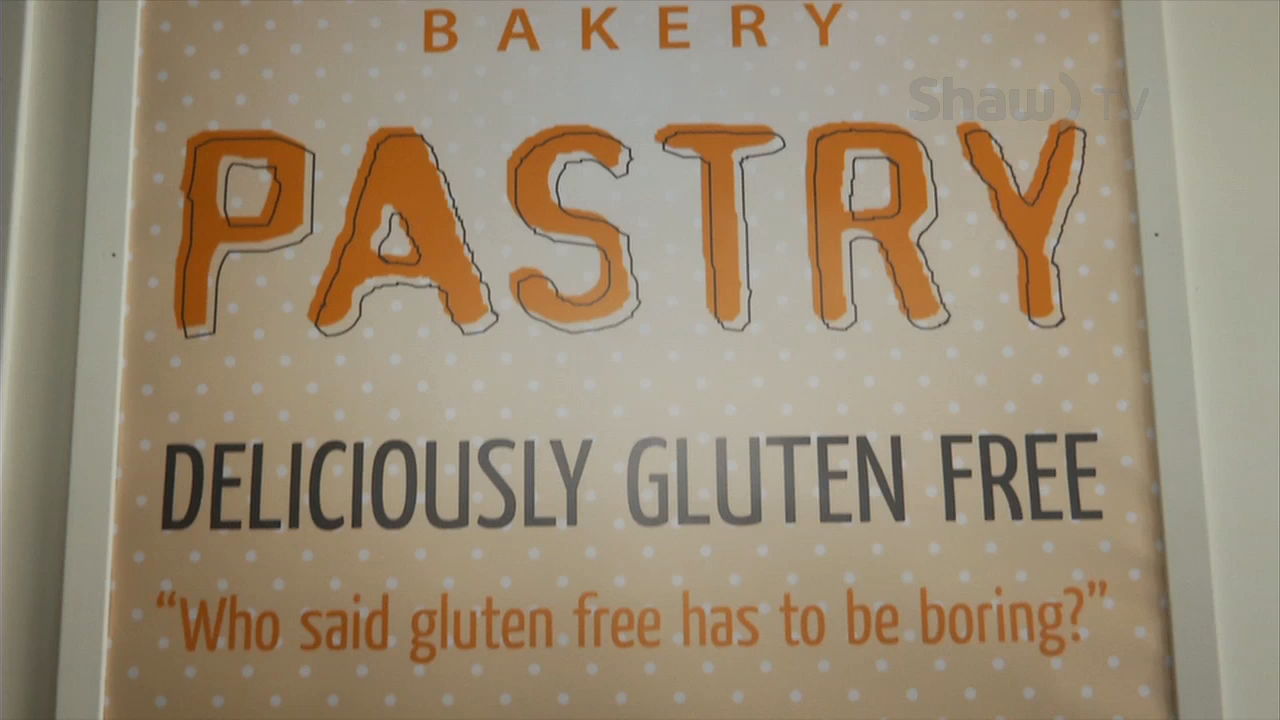 BAKERY
Shaw) TV
PASTRY
DELICIOUSLY GLUTEN FREE
“Who said gluten free has to be boring?”